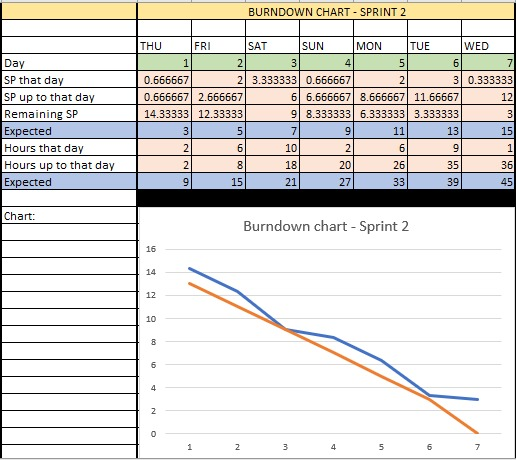 BURNDOWN CHART - SPRINT 2
THU FRI SAT SUN MON TUE WED
Day 1 2 3 4 5 6 7
SP that day 0.666667 2 3.333333 0.666667 2 3 0.333333
SP up to that day 0.666667 2.666667 6 6.666667 8.666667 11.66667 12
Remaining SP 14.33333 12.33333 9 8.333333 6.333333 3.333333 3
Expected 3 5 7 9 11 13 15
Hours that day 2 6 10 2 6 9 1
Hours up to that day 2 8 18 20 26 35 36
Expected 9 15 21 27 33 39 45
Chart:
Burndown chart - Sprint 2
16
14
12
10
8
6
4
2
0
1 2 3 4 5 6 7